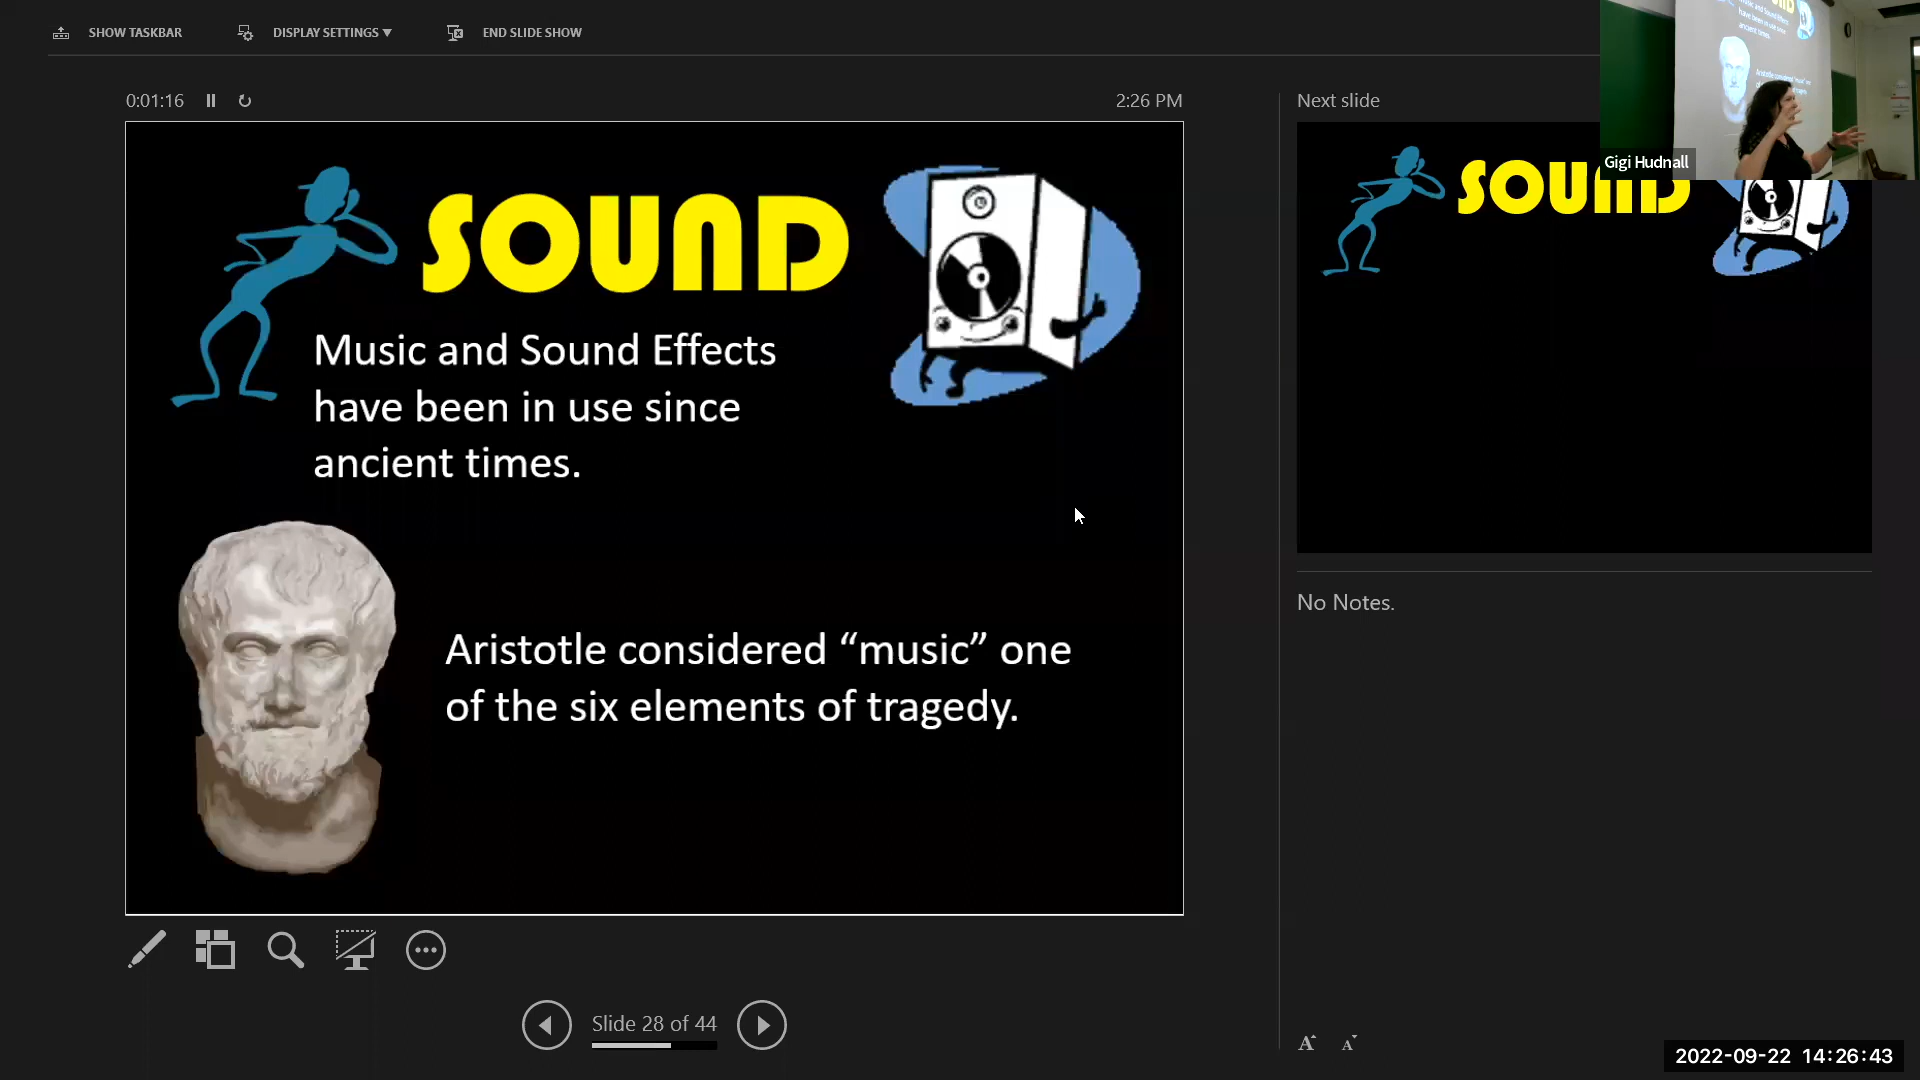 SHOW TASKBAR
DISPLAY SETTINGS ▼
END SLIDE SHOW
0:01:16
2:26 PM
Next slide
SOUND
Music and Sound Effects
have been in use since
ancient times.
Aristotle considered “music” one
of the six elements of tragedy.
Slide 28 of 44
SOUND
No Notes.
Gigi Hudnall
2022-09-22 14:26:43